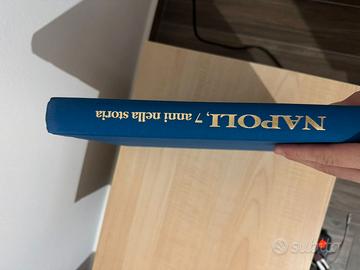 NAPOLI, 7 anni nella storia
subito